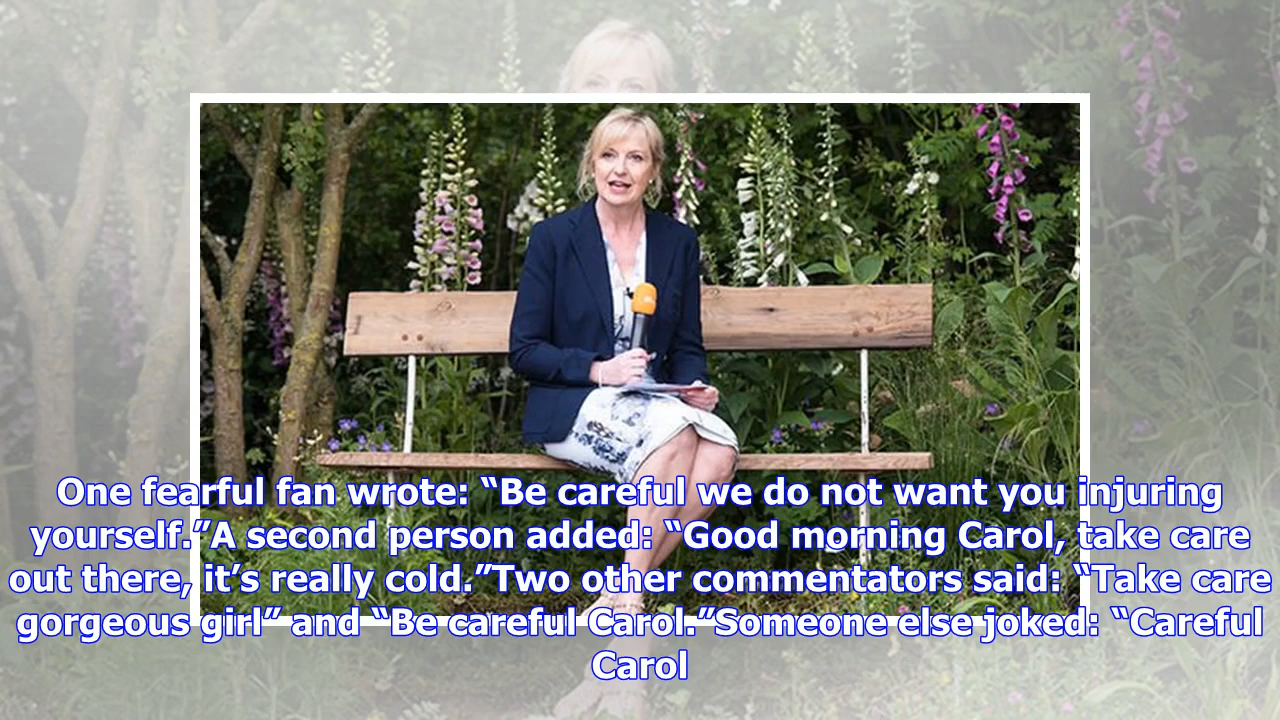 One fearful fan wrote: “Be careful we do not want you injuring
yourself.”A second person added: “Good morning Carol, take care
out there, it’s really cold.”Two other commentators said: “Take care
gorgeous girl” and “Be careful Carol.”Someone else joked: “Careful
Carol